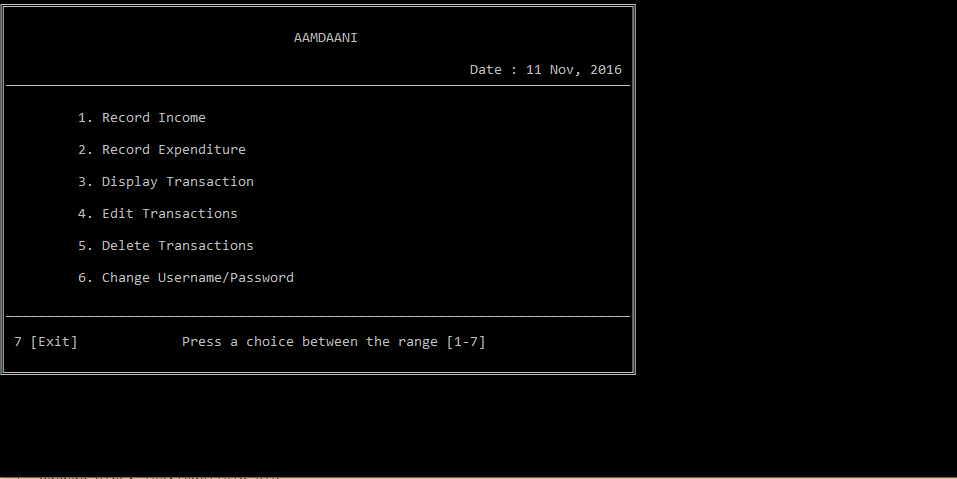 AAMDAANI
Date : 11 Nov, 2016
1. Record Income
2. Record Expenditure
3. Display Transaction
4. Edit Transactions
5. Delete Transactions
6. Change Username/Password
7 [Exit] Press a choice between the range [1-7]